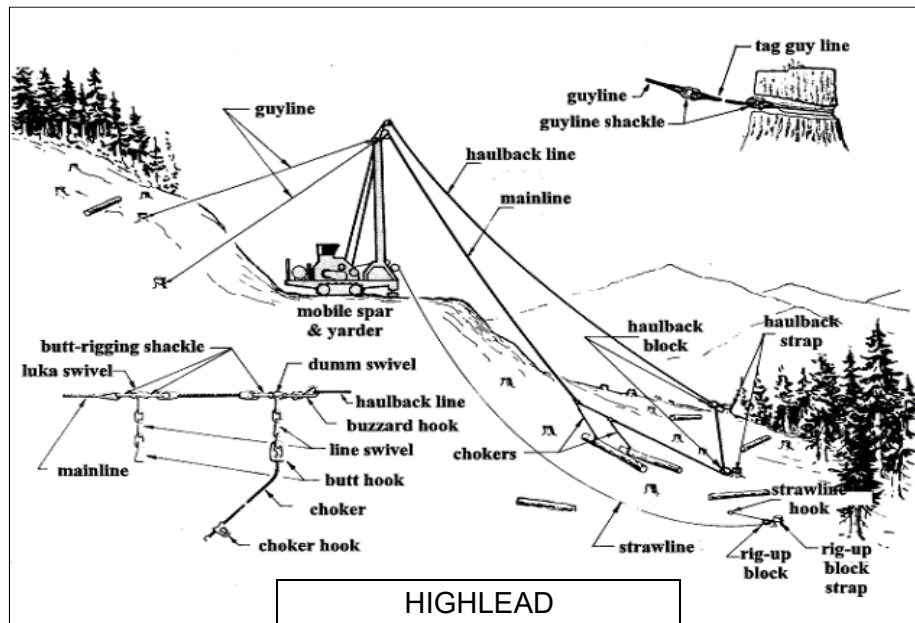 tag guy line
guyline
guyline
guyline shackle
haulback line
mainline
mobile spar
& yarder
haulback
block
haulback
strap
butt-rigging shackle
luka swivel
dumm swivel
haulback line
buzzard hook
line swivel
mainline
butt hook
chokers
choker
choker hook
strawline
hook
strawline
rig-up
block
rig-up
block
strap
HIGHLEAD